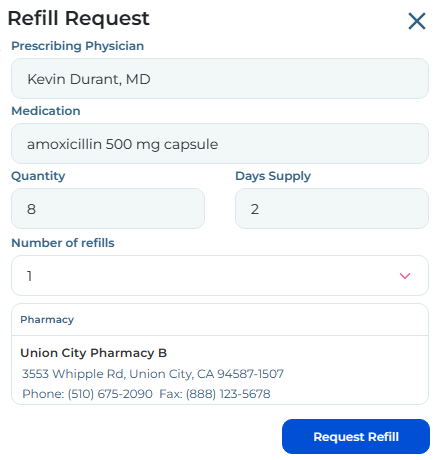 Refill Request
Prescribing Physician
Kevin Durant, MD
Medication
amoxicillin 500 mg capsule
Quantity
Days Supply
8
2
Number of refills
1
Pharmacy
Union City Pharmacy B
3553 Whipple Rd, Union City, CA 94587-1507
Phone: (510) 675-2090 Fax: (888) 123-5678
Request Refill